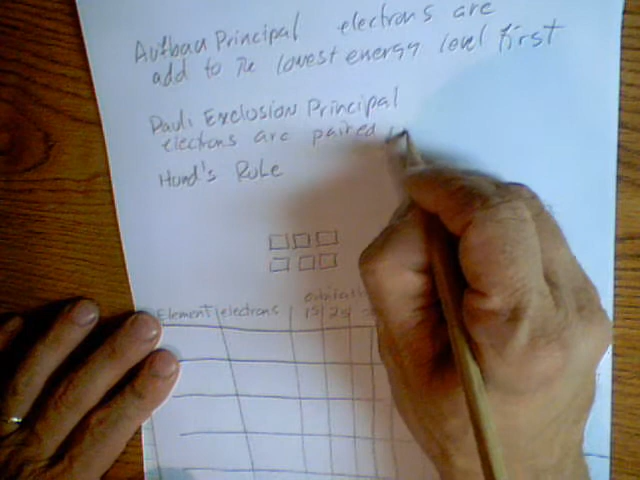 Aufbau Principal electrons are
add to the lowest energy level first
Pauli Exclusion Principal
electrons are paired
Hund's Rule
Orbitals
Element electrons 1S 2S